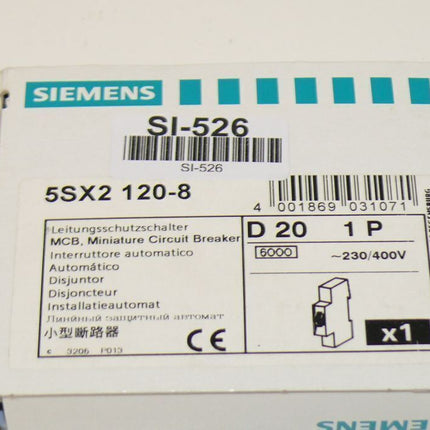 SIEMENS
SI-526
SI-526
5SX2 120-8
4 001869 031071
Leitungsschutzschalter
MCB, Miniature Circuit Breaker
Interruttore automatico
Automático
Disjuntor
Disjoncteur
Installatieautomat
Линейный защитный автомат
小型断路器
CE
c 3206 P013
D 20 1 P
6000 ~230/400V
x1
SIEMENS